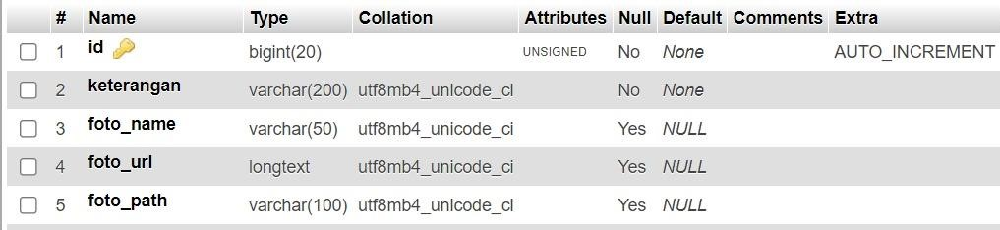 # Name Type Collation Attributes Null Default Comments Extra
1 id bigint(20) UNSIGNED No None AUTO_INCREMENT
2 keterangan varchar(200) utf8mb4_unicode_ci No None
3 foto_name varchar(50) utf8mb4_unicode_ci Yes NULL
4 foto_url longtext utf8mb4_unicode_ci Yes NULL
5 foto_path varchar(100) utf8mb4_unicode_ci Yes NULL